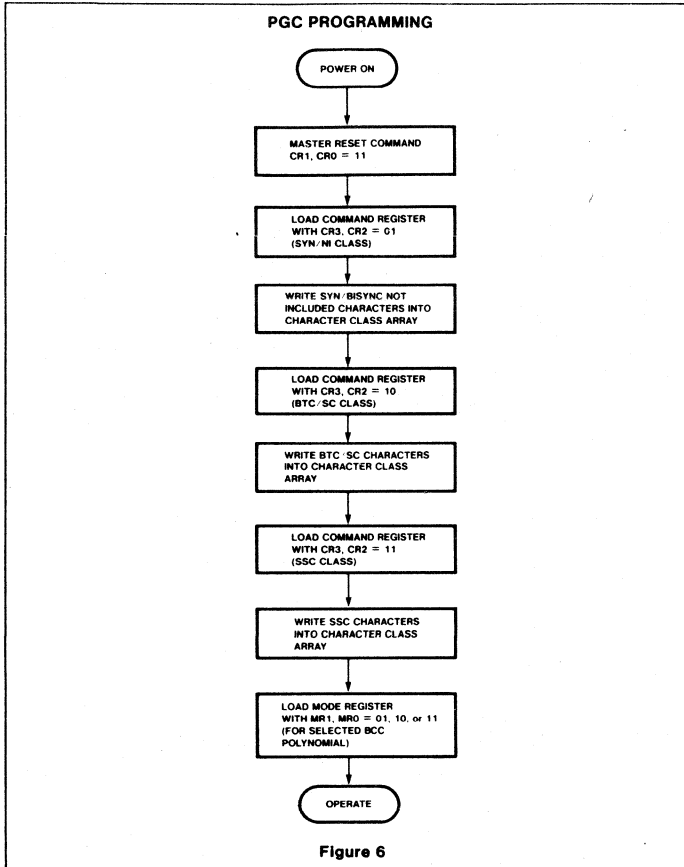 PGC PROGRAMMING
POWER ON
MASTER RESET COMMAND
CR1, CR0 = 11
LOAD COMMAND REGISTER
WITH CR3, CR2 = 01
(SYN/NI CLASS)
WRITE SYN/BISYNC NOT
INCLUDED CHARACTERS INTO
CHARACTER CLASS ARRAY
LOAD COMMAND REGISTER
WITH CR3, CR2 = 10
(BTC/SC CLASS)
WRITE BTC/SC CHARACTERS
INTO CHARACTER CLASS
ARRAY
LOAD COMMAND REGISTER
WITH CR3, CR2 = 11
(SSC CLASS)
WRITE SSC CHARACTERS
INTO CHARACTER CLASS
ARRAY
LOAD MODE REGISTER
WITH MR1, MR0 = 01, 10, or 11
(FOR SELECTED BCC
POLYNOMIAL)
OPERATE
Figure 6